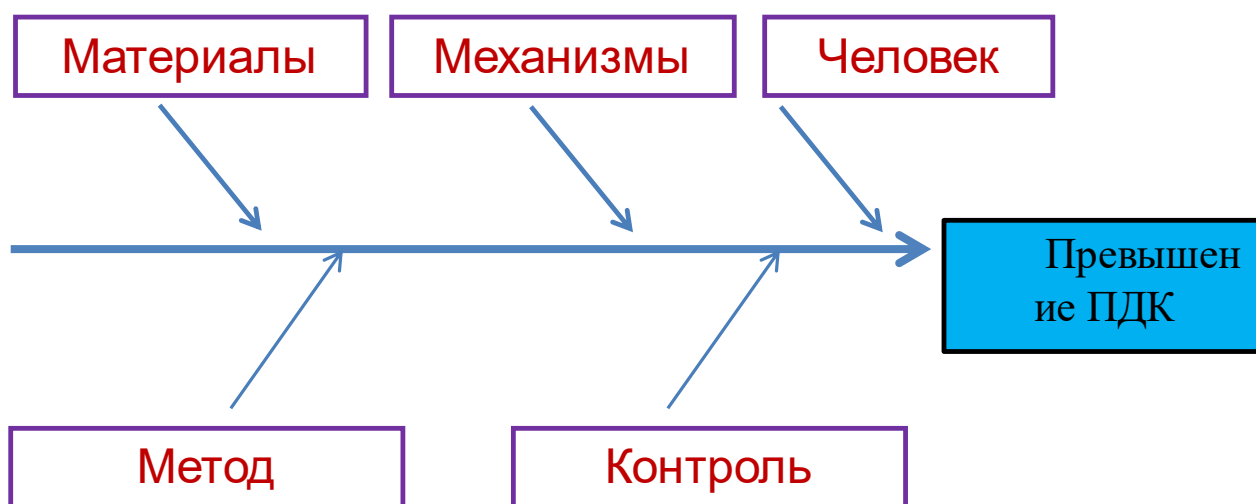 Материалы
Механизмы
Человек
Превышен
ие ПДК
Метод
Контроль